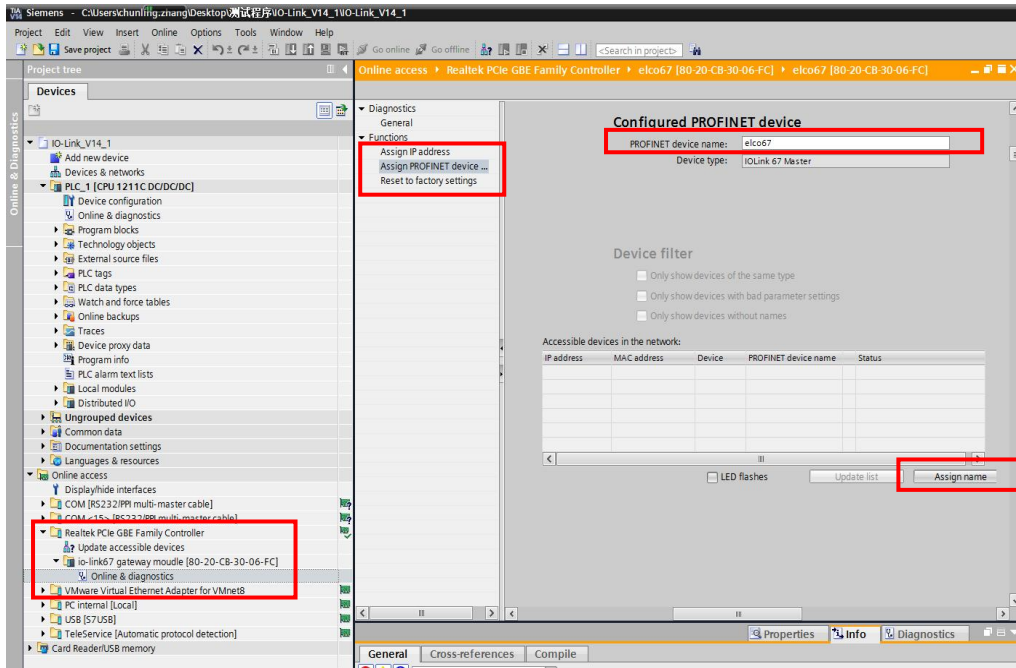 Siemens - C:\Users\chunling.zhang\Desktop\测试程序\IO-Link_V14_1\IO-Link_V14_1
Project Edit View Insert Online Options Tools Window Help
Save project Go online Go offline <Search in project>
Project tree
Online access Realtek PCIe GBE Family Controller elco67 [80-20-CB-30-06-FC] elco67 [80-20-CB-30-06-FC]
Devices
Online & Diagnostics
IO-Link_V14_1
Add new device
Devices & networks
PLC_1 [CPU 1211C DC/DC/DC]
Device configuration
Online & diagnostics
Program blocks
Technology objects
External source files
PLC tags
PLC data types
Watch and force tables
Online backups
Traces
Device proxy data
Program info
PLC alarm text lists
Local modules
Distributed I/O
Ungrouped devices
Common data
Documentation settings
Languages & resources
Online access
Display/hide interfaces
COM [RS232/PPI multi-master cable]
COM <15> [RS232/PPI multi-master cable]
Realtek PCIe GBE Family Controller
Update accessible devices
io-link67 gateway moudle [80-20-CB-30-06-FC]
Online & diagnostics
VMware Virtual Ethernet Adapter for VMnet8
PC internal [Local]
USB [S7USB]
TeleService [Automatic protocol detection]
Card Reader/USB memory
Diagnostics
General
Functions
Assign IP address
Assign PROFINET device ...
Reset to factory settings
Configured PROFINET device
PROFINET device name: elco67
Device type: IOLink 67 Master
Device filter
Only show devices of the same type
Only show devices with bad parameter settings
Only show devices without names
Accessible devices in the network:
IP address MAC address Device PROFINET device name Status
LED flashes Update list Assign name
Properties Info Diagnostics
General Cross-references Compile